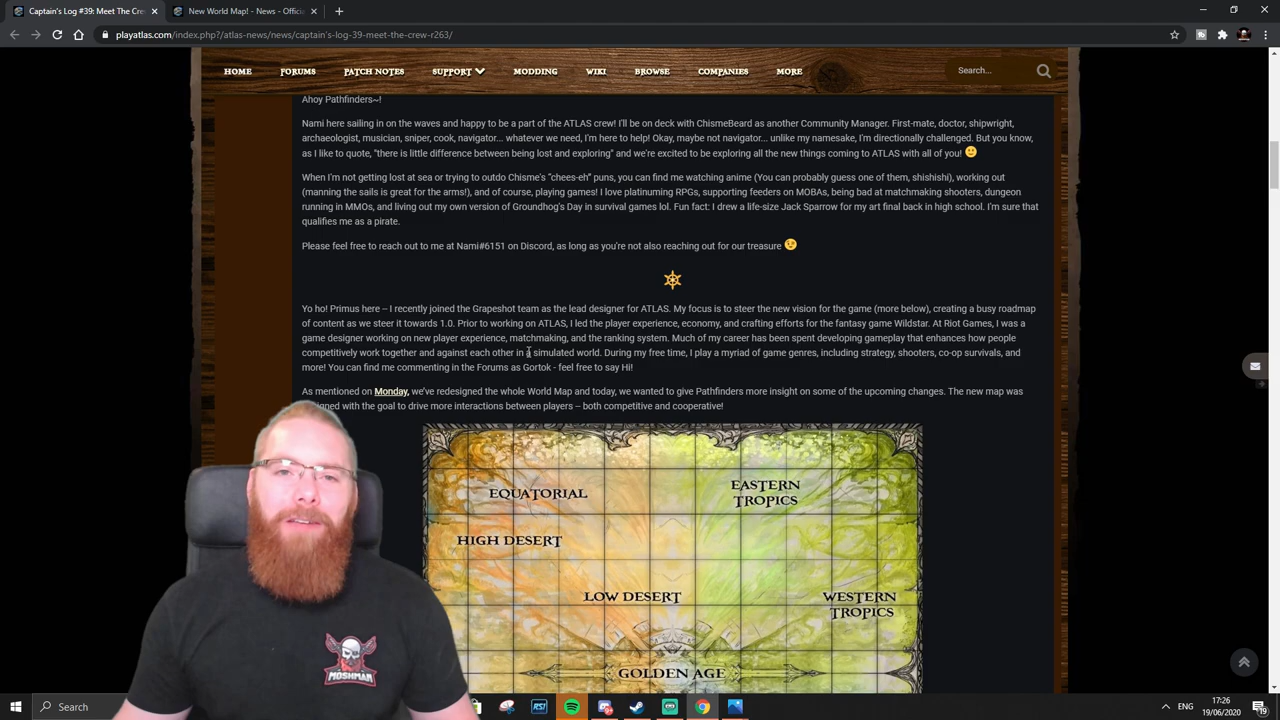 Captain's Log #39: Meet The Crew
New Map - Official
playatlas.com/?/atlas-news/news/captains-log-39-meet-the-crew-r263/
HOME FORUMS PATCH NOTES SUPPORT MODDING WIKI BROWSE COMPANIES MORE Search...
Ahoy Pathfinders~!
Nami here sailing in on the waves and happy to be a part of the ATLAS crew! I'll be on deck with ChismeBeard as another Community Manager. First-mate, doctor, shipwright,
archaeologist, musician, sniper, cook, navigator... whatever we need, I'm here to help! Okay, maybe not navigator... unlike my namesake, I'm directionally challenged. But you know,
as I like to quote, "there is little difference between being lost and exploring" and we're excited to be exploring all the new things coming to ATLAS with all of you!
When I'm not getting lost at sea or trying to outdo Chisme's "chees-eh" puns, you can find me watching anime (You can probably guess one of them, shishishi), working out
(manning the sails is great for the arms!), and of course, playing games! I love platinuming RPGs, supporting feeders on MOBAs, being bad at matchmaking shooters, dungeon
running in MMOs, and living out my own version of Groundhog's Day in survival games lol. Fun fact: I drew a life-size Jack Sparrow for my art final back in high school. I'm sure that
qualifies me as a pirate.
Please feel free to reach out to me at Nami#6151 on Discord, as long as you're not also reaching out for our treasure
Yo ho! Primus here – I recently joined the Grapeshot team as the lead designer for ATLAS. My focus is to steer the new vision for the game (more below), creating a busy roadmap
of content as we steer it towards 1.0. Prior to working on ATLAS, I led the player experience, economy, and crafting efforts for the fantasy game Wildstar. At Riot Games, I was a
game designer working on new player experience, matchmaking, and the ranking system. Much of my career has been spent developing gameplay that enhances how people
competitively work together and against each other in a simulated world. During my free time, I play a myriad of game genres, including strategy, shooters, co-op survivals, and
more! You can find me commenting in the Forums as Gortok - feel free to say Hi!
As mentioned on Monday, we've redesigned the whole World Map and today, we wanted to give Pathfinders more insight on some of the upcoming changes. The new map was
designed with the goal to drive more interactions between players – both competitive and cooperative!
EQUATORIAL
EASTERN
TROPICS
HIGH DESERT
LOW DESERT
WESTERN
TROPICS
GOLDEN AGE
MOSHMAN
Search
RSI
ENG
17:26
19/06/2020